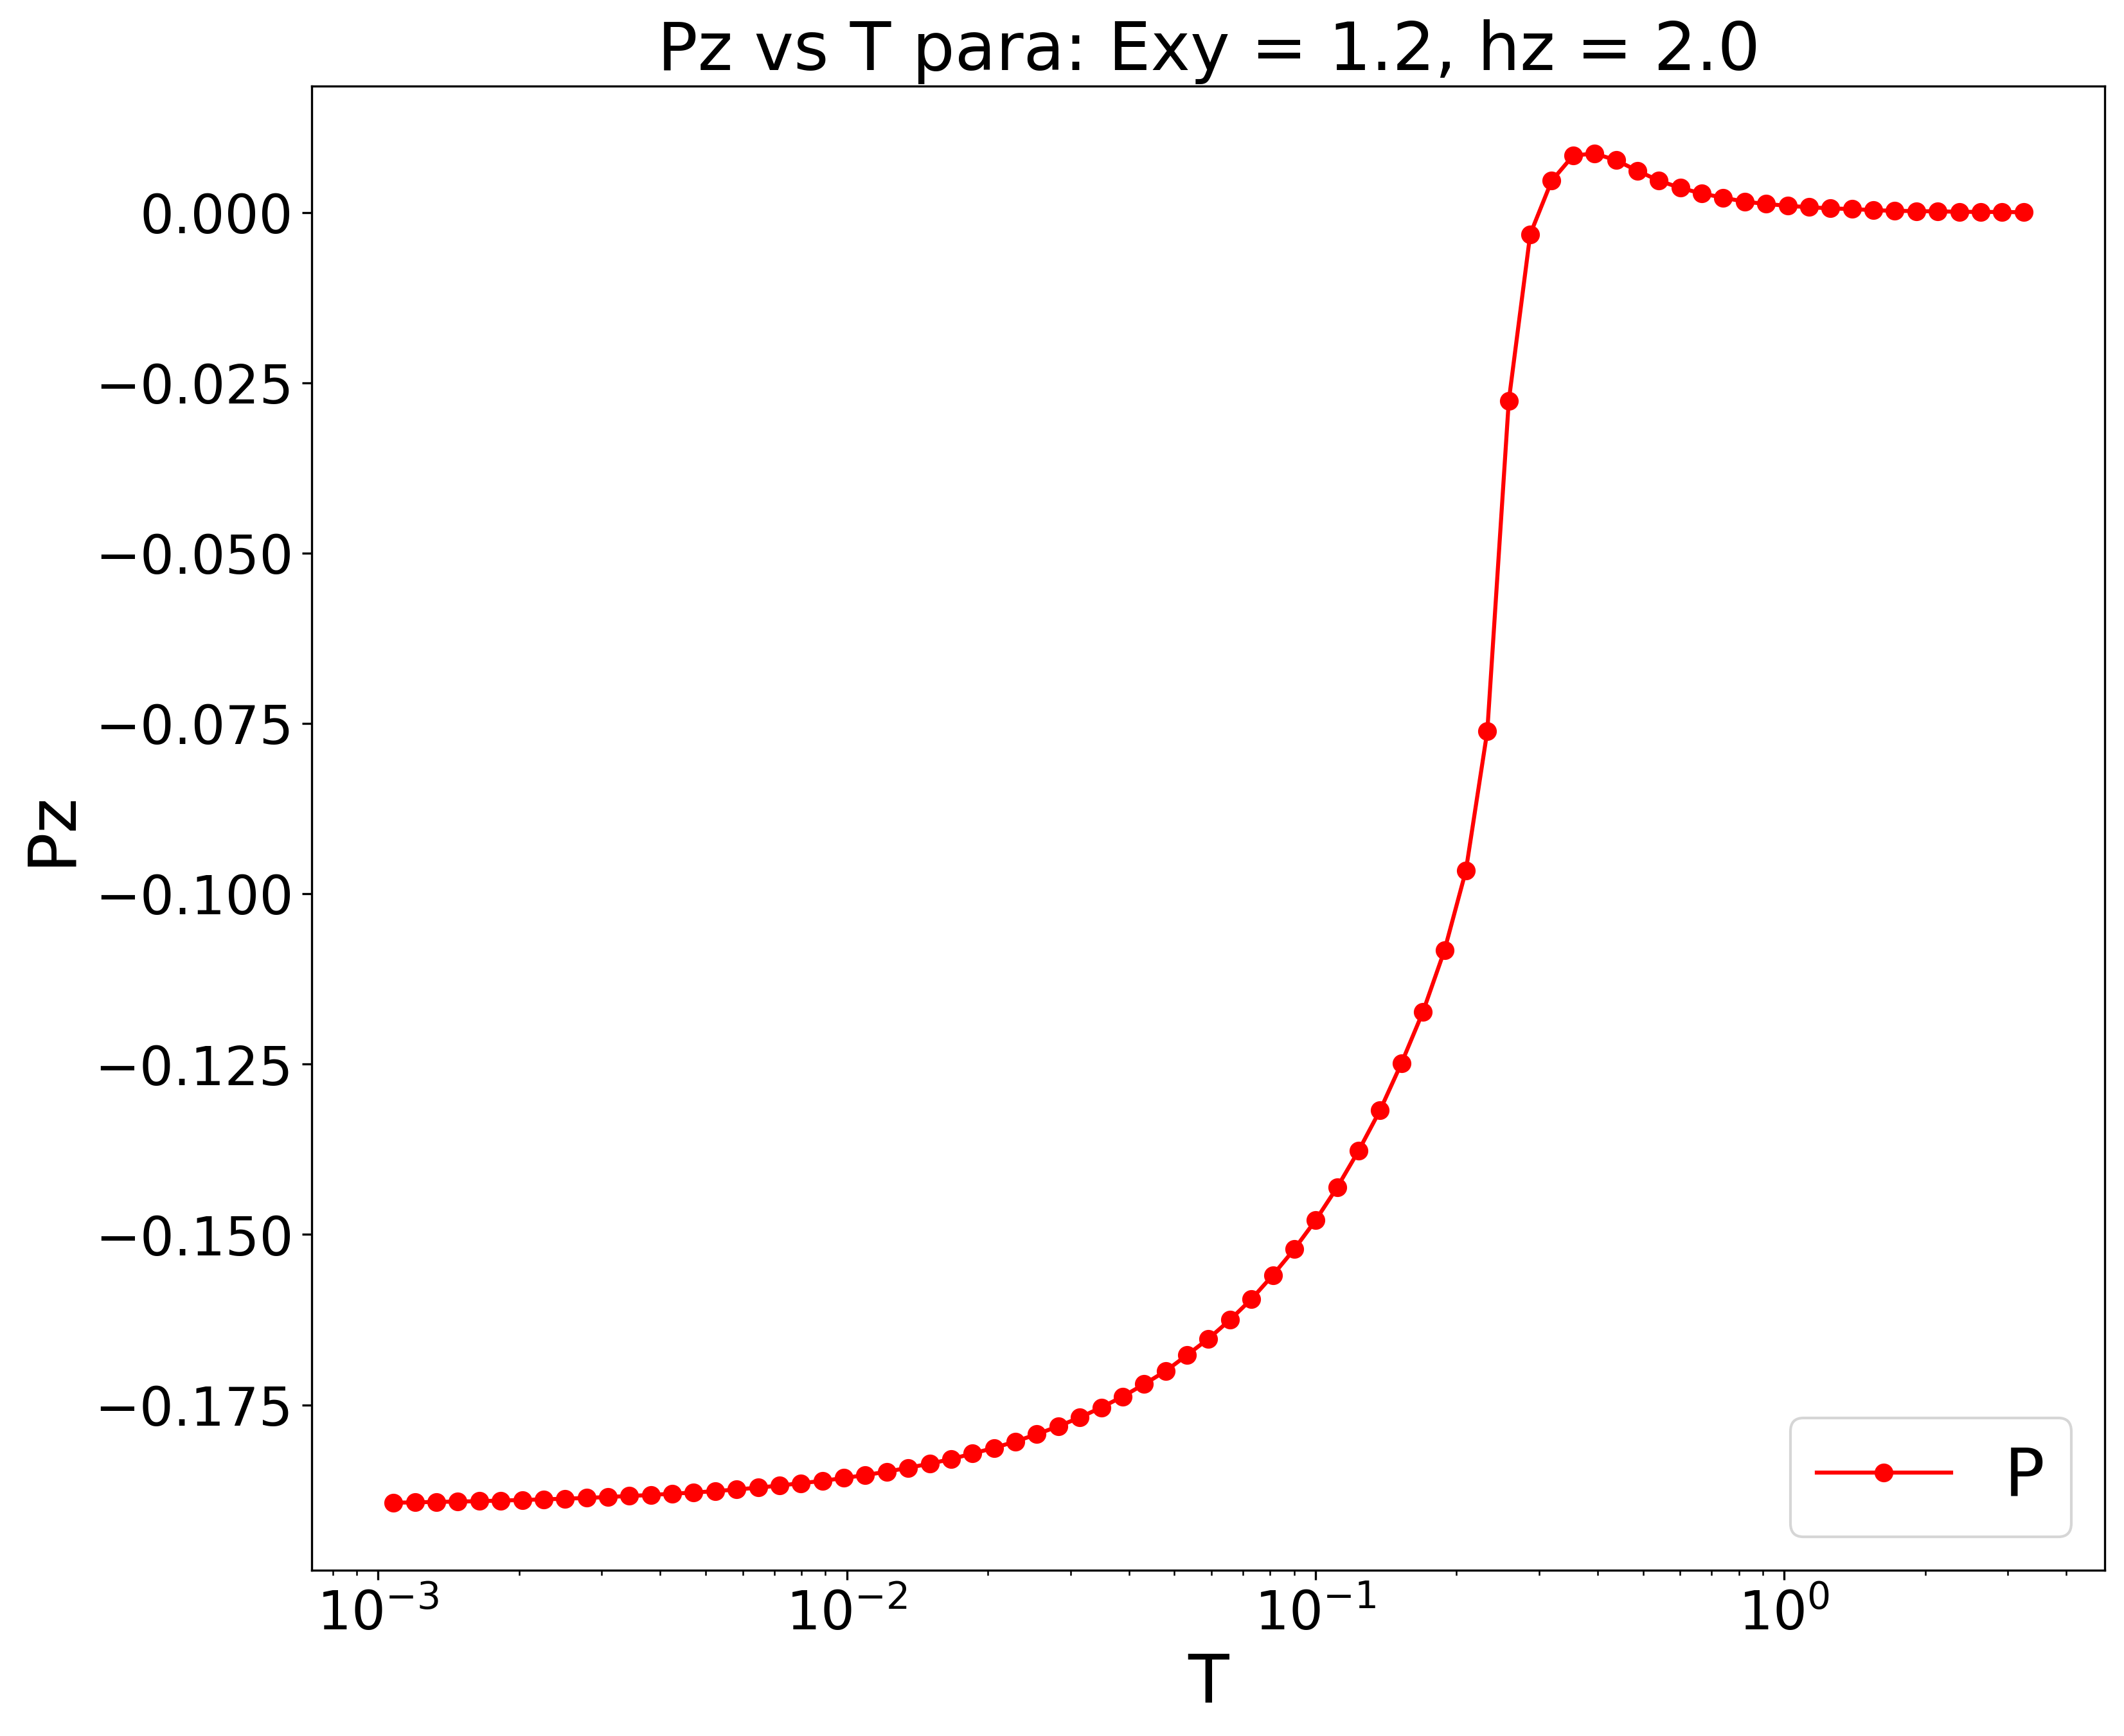 Pz vs T para: Exy = 1.2, hz = 2.0
0.000
−0.025
−0.050
−0.075
−0.100
−0.125
−0.150
−0.175
Pz
P
10⁻³ 10⁻² 10⁻¹ 10⁰
T